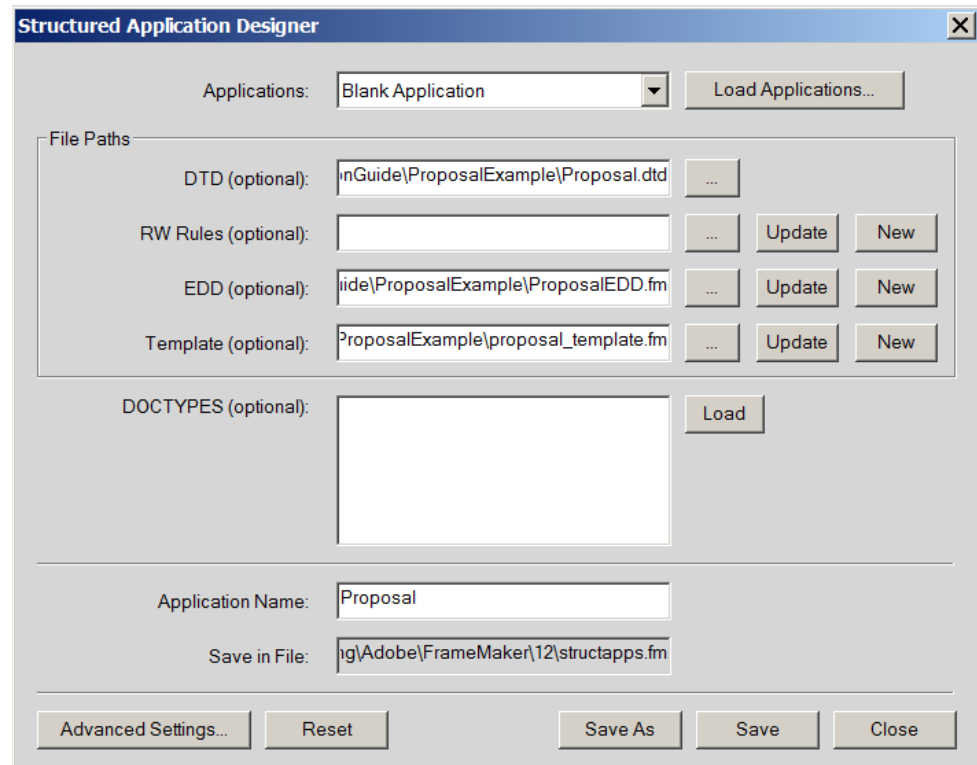 Structured Application Designer
Applications: Blank Application Load Applications...
File Paths
DTD (optional): onGuide\ProposalExample\Proposal.dtd ...
RW Rules (optional): ... Update New
EDD (optional): uide\ProposalExample\ProposalEDD.fm ... Update New
Template (optional): ProposalExample\proposal_template.fm ... Update New
DOCTYPES (optional): Load
Application Name: Proposal
Save in File: ng\Adobe\FrameMaker\12\structapps.fm
Advanced Settings... Reset Save As Save Close